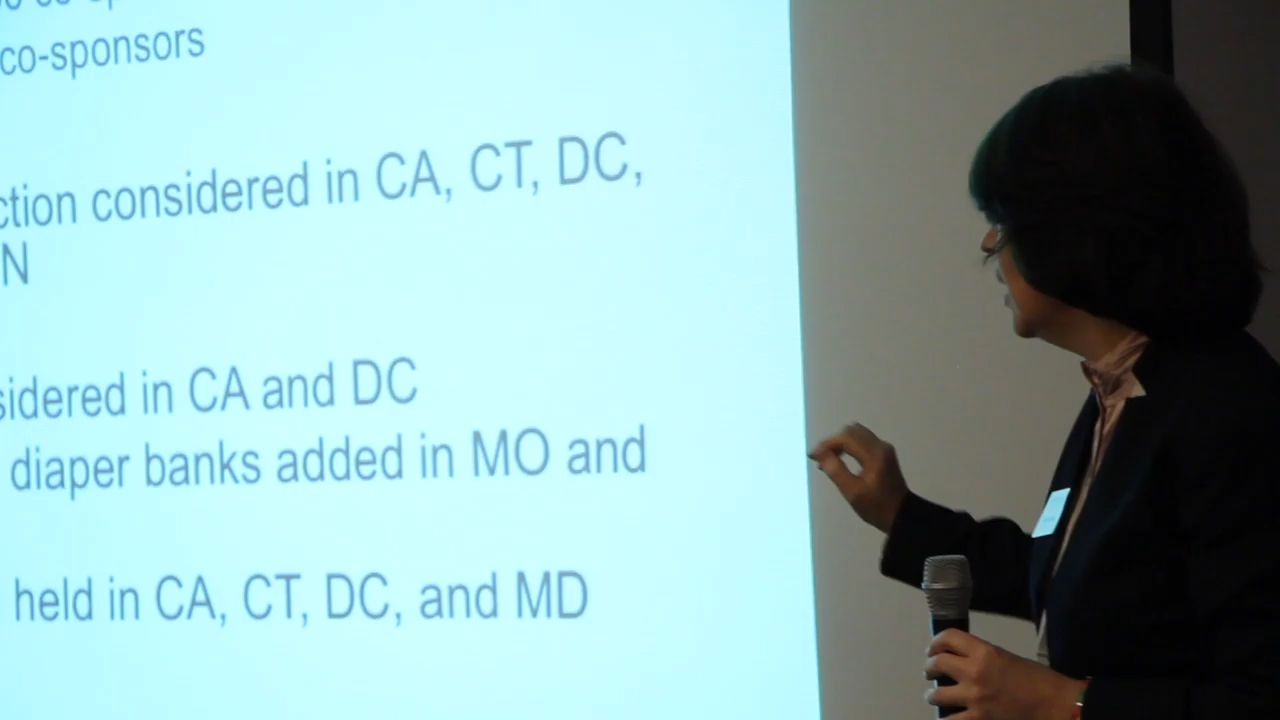 co-sponsors
ction considered in CA, CT, DC,
N
sidered in CA and DC
diaper banks added in MO and
held in CA, CT, DC, and MD